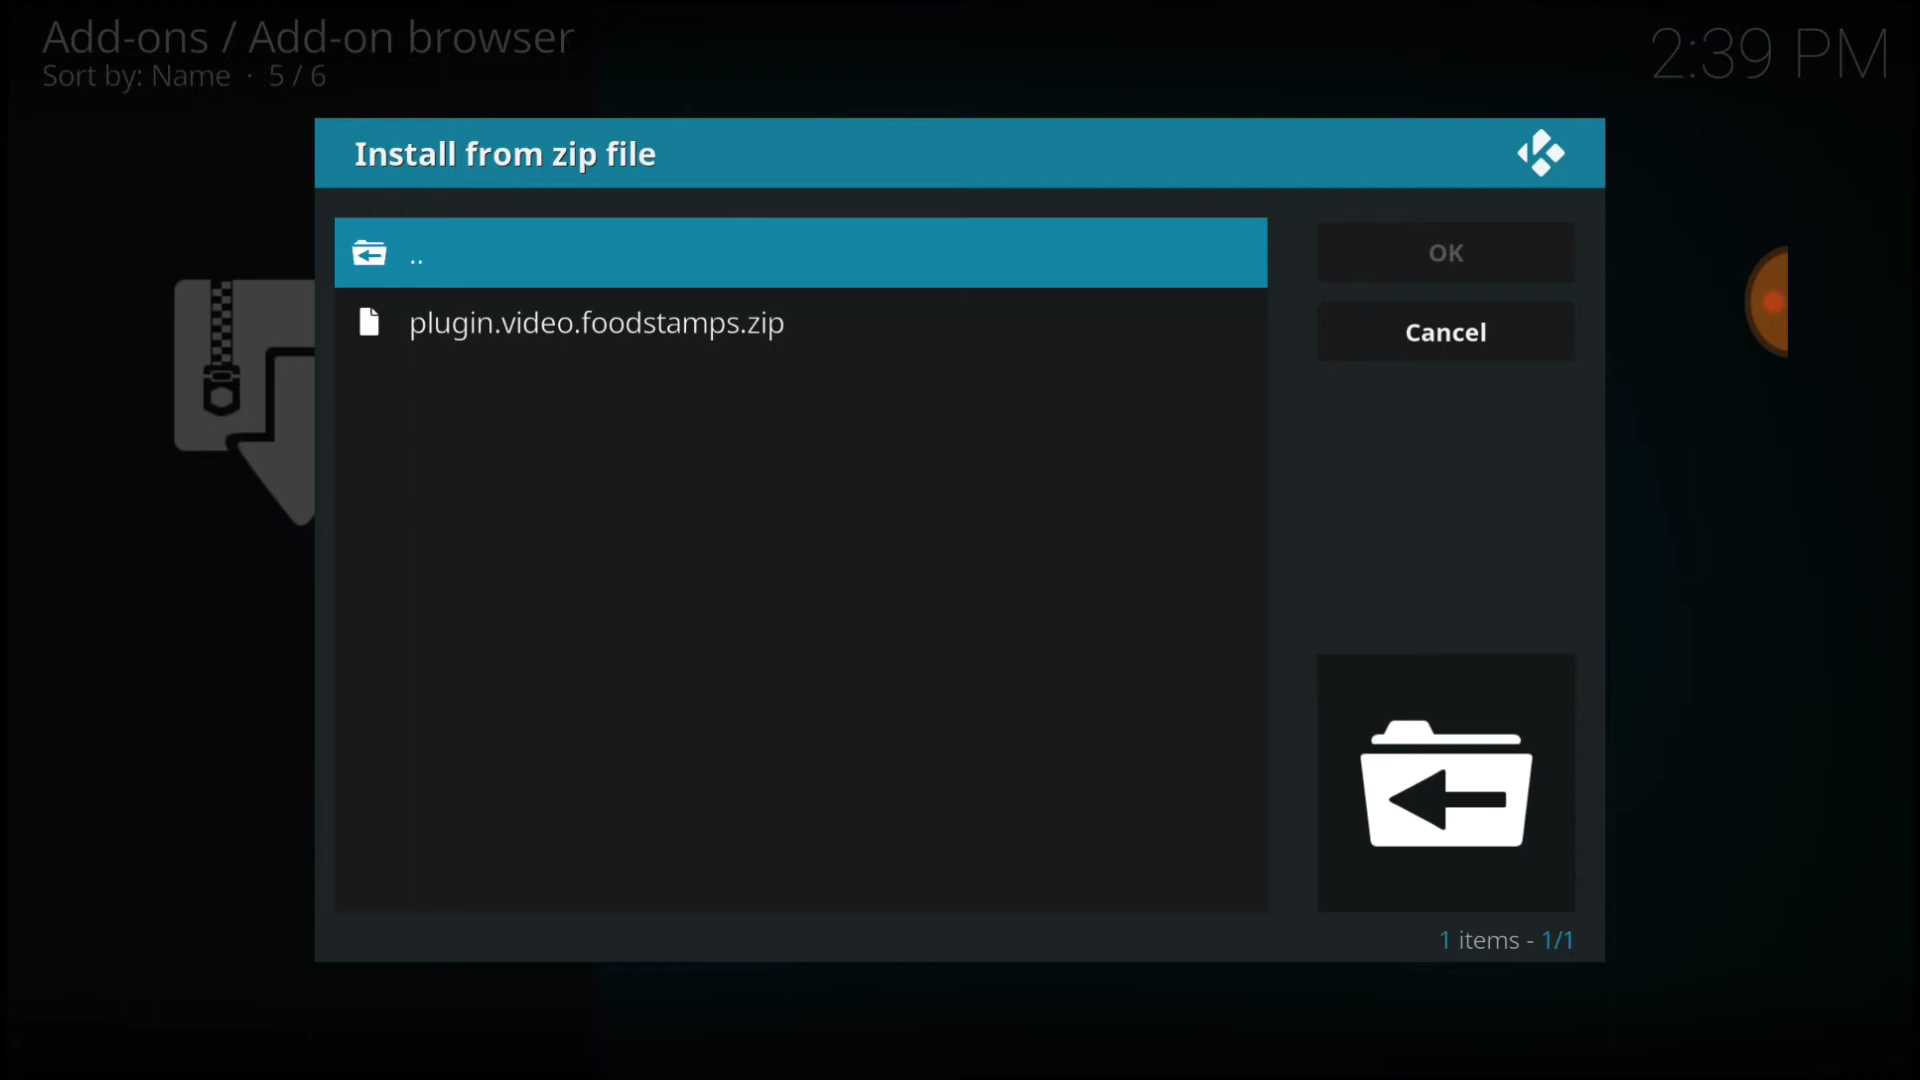 Add-ons / Add-on browser
Sort by: Name · 5 / 6
2:39 PM
Install from zip file
..
OK
plugin.video.foodstamps.zip
Cancel
1 items - 1/1